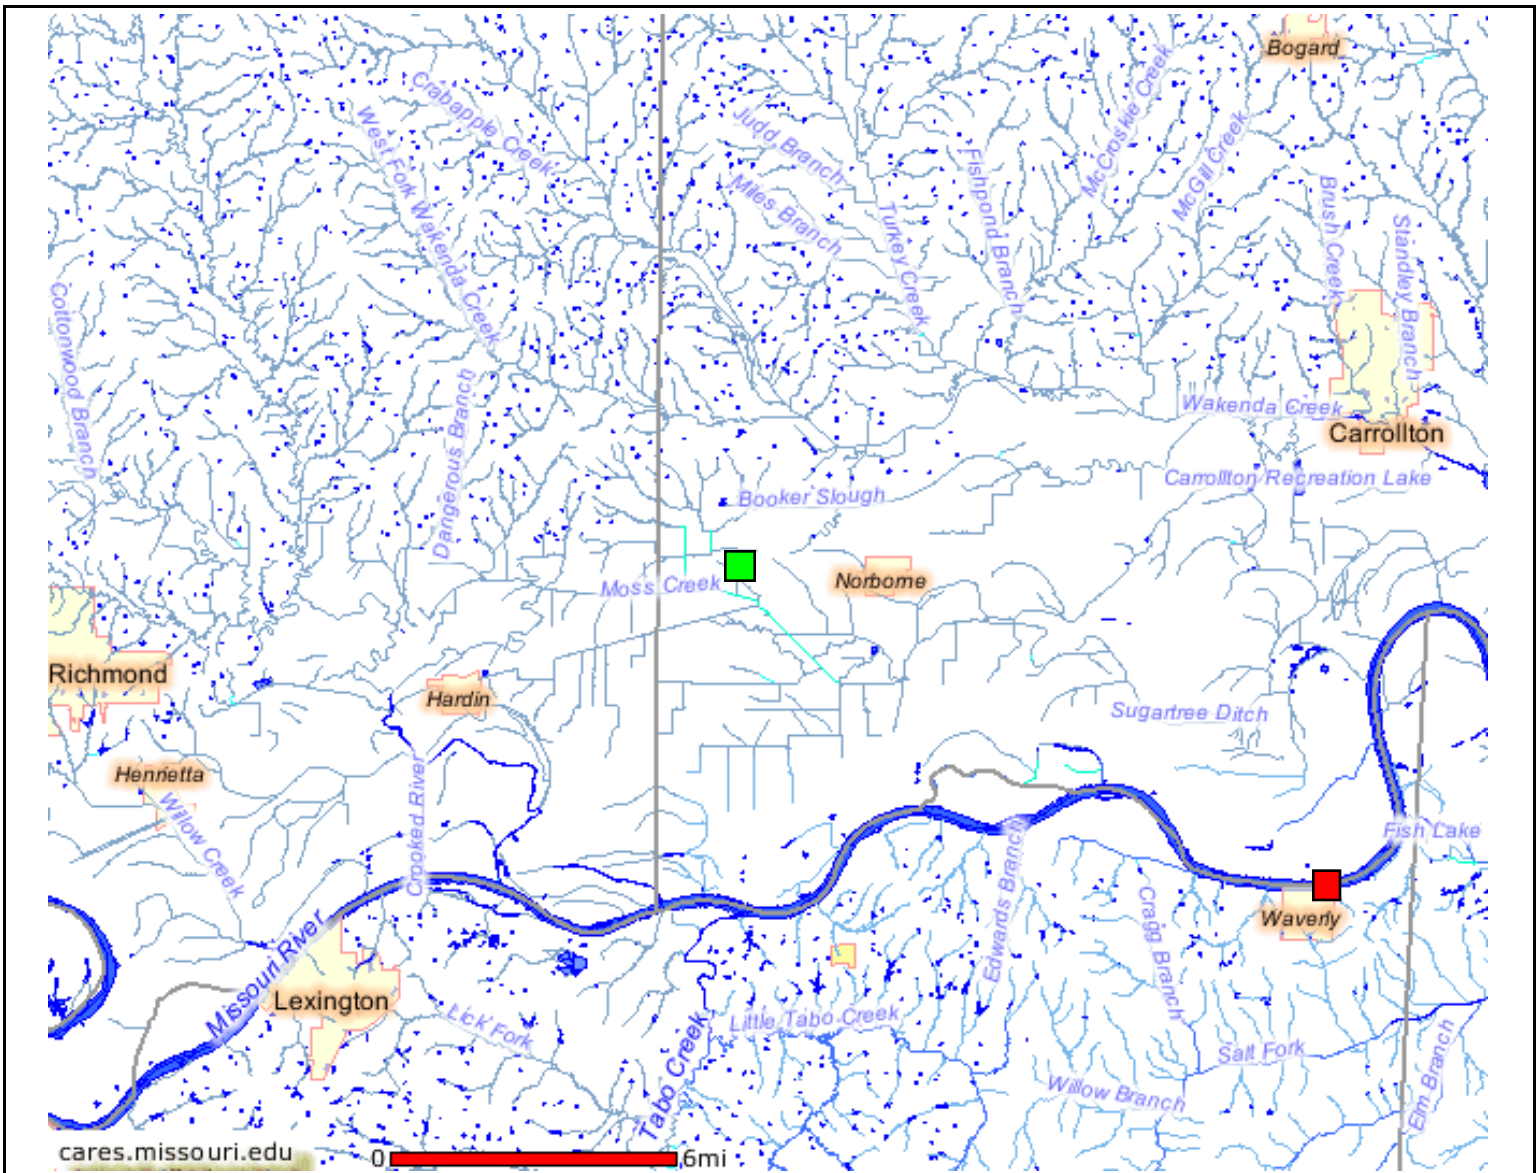 Bogard
Crabapple Creek
West Fork Wakenda Creek
Judd Branch
Miles Branch
Turkey Creek
Fishpond Branch
McCroskie Creek
McGill Creek
Brush Creek
Standley Branch
Cottonwood Branch
Dangerous Branch
Wakenda Creek
Carrollton
Carrollton Recreation Lake
Booker Slough
Moss Creek
Norborne
Richmond
Hardin
Sugartree Ditch
Henrietta
Willow Creek
Crooked River
Fish Lake
Edwards Branch
Cragg Branch
Waverly
Missouri River
Lexington
Lick Fork
Tabo Creek
Little Tabo Creek
Salt Fork
Willow Branch
Elm Branch
cares.missouri.edu
0 6mi